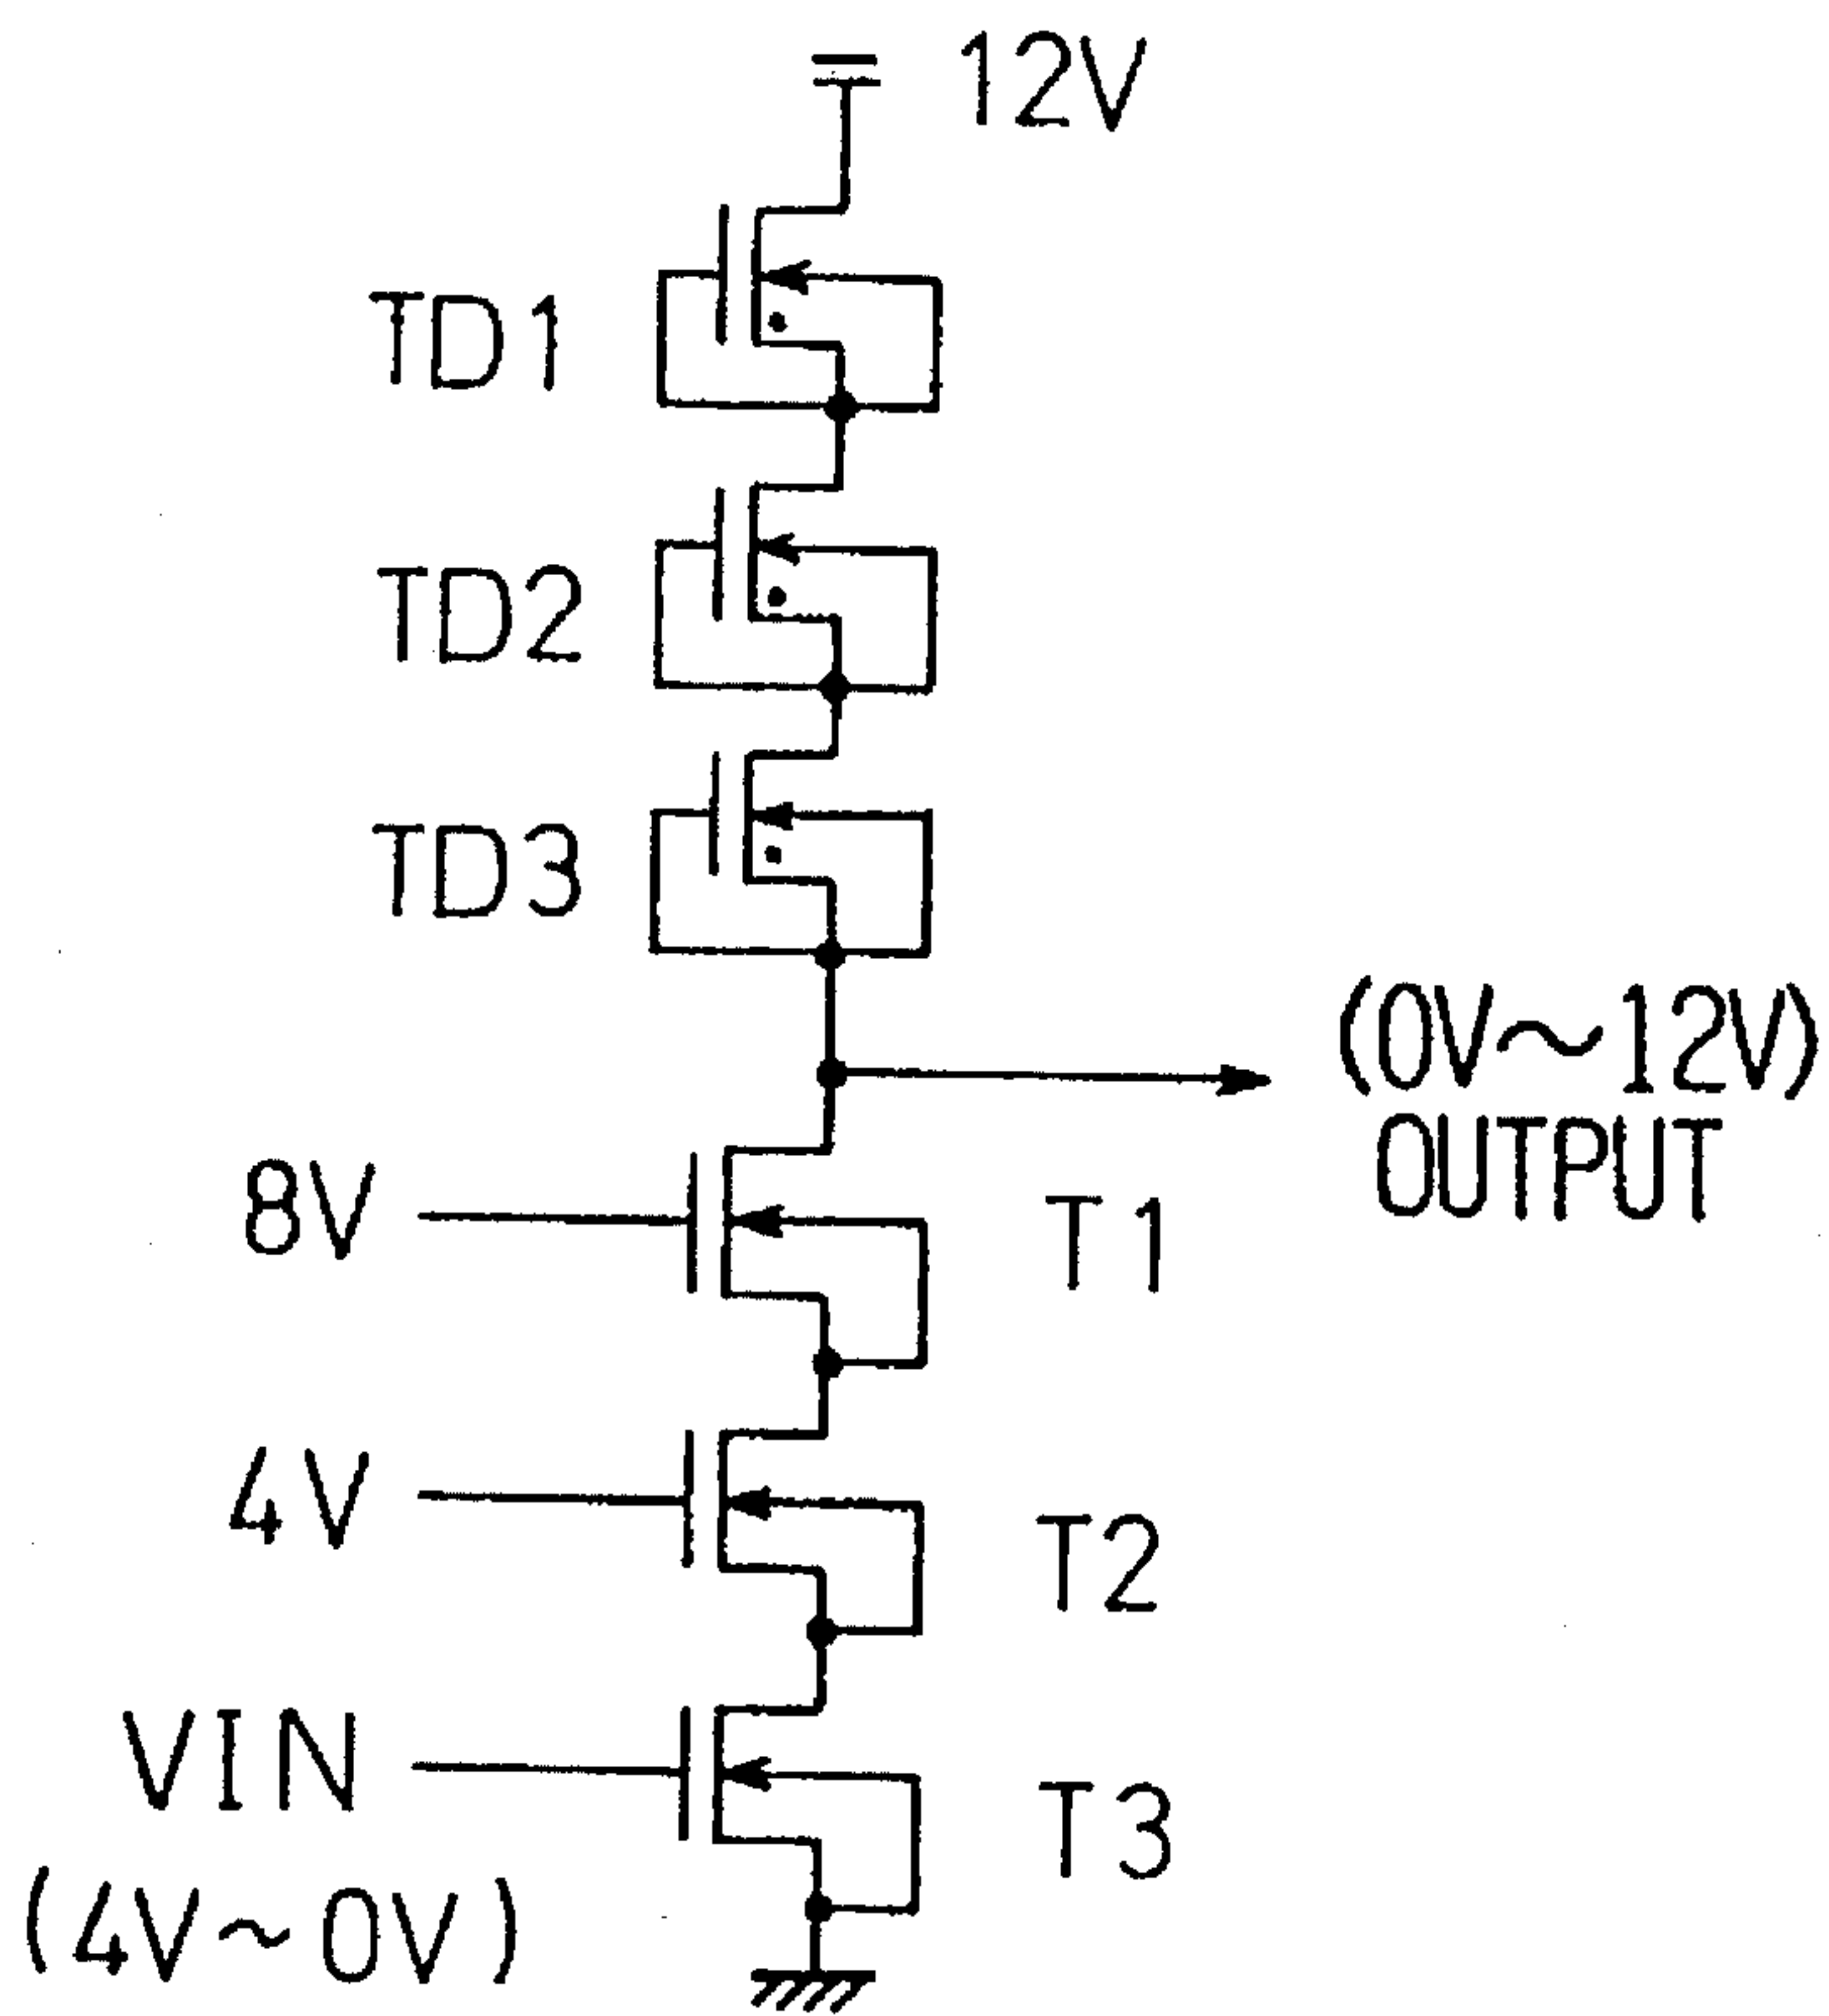 12V
TD1
TD2
TD3
(0V~12V)
OUTPUT
8V
T1
4V
T2
VIN
(4V~0V)
T3